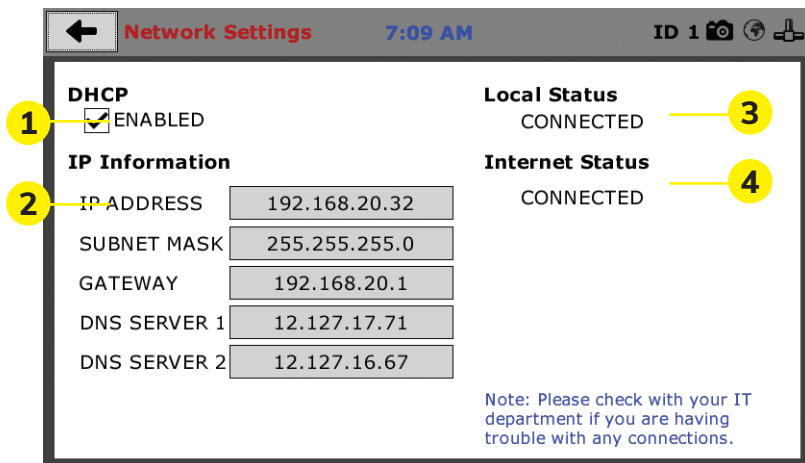 Network Settings 7:09 AM ID 1
DHCP
1 ENABLED
IP Information
2 IP ADDRESS 192.168.20.32
SUBNET MASK 255.255.255.0
GATEWAY 192.168.20.1
DNS SERVER 1 12.127.17.71
DNS SERVER 2 12.127.16.67
Local Status
CONNECTED 3
Internet Status
CONNECTED 4
Note: Please check with your IT
department if you are having
trouble with any connections.